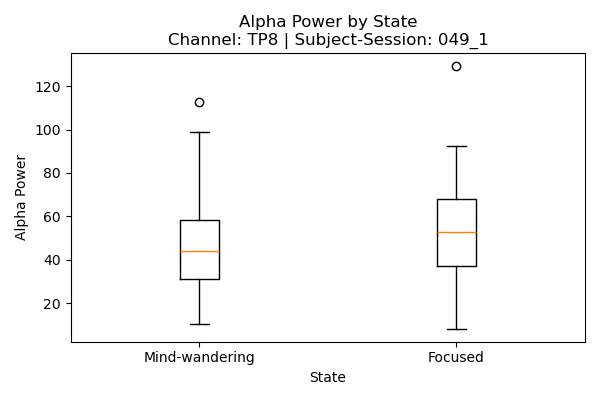 Alpha Power by State
Channel: TP8 | Subject-Session: 049_1
Alpha Power
120
100
80
60
40
20
Mind-wandering
Focused
State